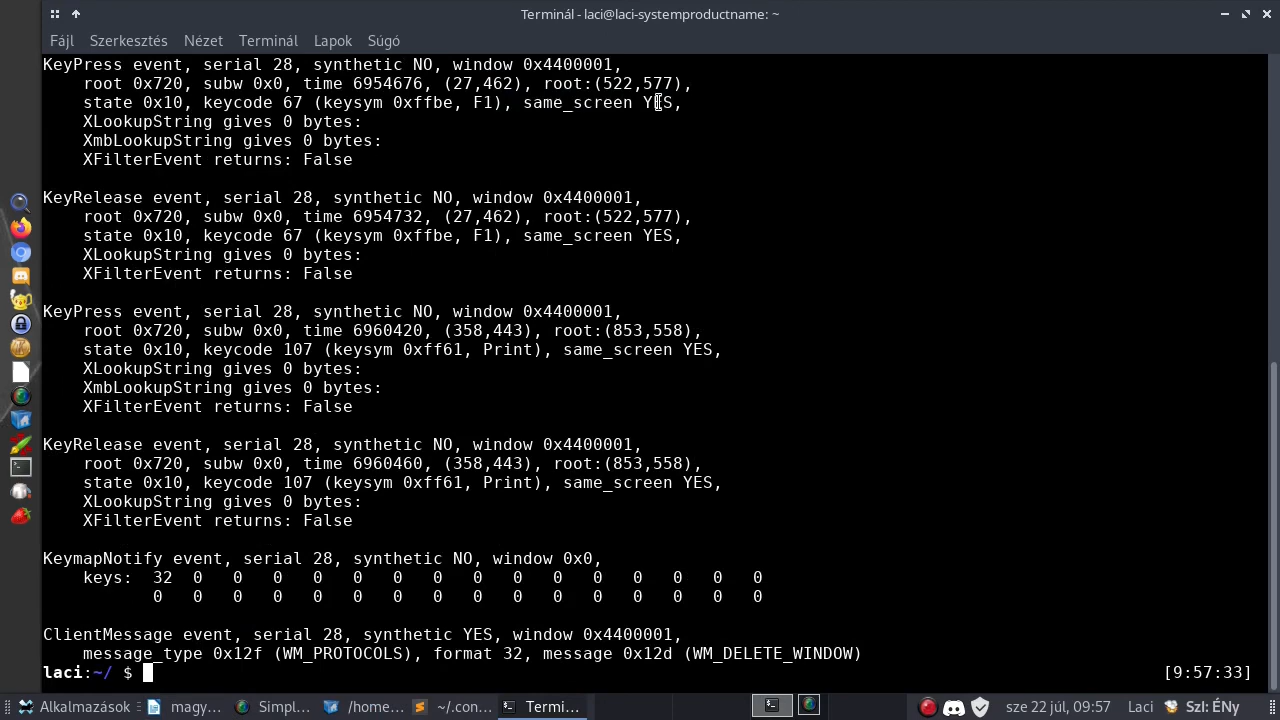 Terminál - laci@laci-systemproductname: ~
Fájl Szerkesztés Nézet Terminál Lapok Súgó
KeyPress event, serial 28, synthetic NO, window 0x4400001,
    root 0x720, subw 0x0, time 6954676, (27,462), root:(522,577),
    state 0x10, keycode 67 (keysym 0xffbe, F1), same_screen YES,
    XLookupString gives 0 bytes:
    XmbLookupString gives 0 bytes:
    XFilterEvent returns: False
KeyRelease event, serial 28, synthetic NO, window 0x4400001,
    root 0x720, subw 0x0, time 6954732, (27,462), root:(522,577),
    state 0x10, keycode 67 (keysym 0xffbe, F1), same_screen YES,
    XLookupString gives 0 bytes:
    XFilterEvent returns: False
KeyPress event, serial 28, synthetic NO, window 0x4400001,
    root 0x720, subw 0x0, time 6960420, (358,443), root:(853,558),
    state 0x10, keycode 107 (keysym 0xff61, Print), same_screen YES,
    XLookupString gives 0 bytes:
    XmbLookupString gives 0 bytes:
    XFilterEvent returns: False
KeyRelease event, serial 28, synthetic NO, window 0x4400001,
    root 0x720, subw 0x0, time 6960460, (358,443), root:(853,558),
    state 0x10, keycode 107 (keysym 0xff61, Print), same_screen YES,
    XLookupString gives 0 bytes:
    XFilterEvent returns: False
KeymapNotify event, serial 28, synthetic NO, window 0x0,
    keys:  32  0   0   0   0   0   0   0   0   0   0   0   0   0   0   0
           0   0   0   0   0   0   0   0   0   0   0   0   0   0   0   0
ClientMessage event, serial 28, synthetic YES, window 0x4400001,
    message_type 0x12f (WM_PROTOCOLS), format 32, message 0x12d (WM_DELETE_WINDOW)
laci:~/ $ [9:57:33]
Alkalmazások magy... Simpl... /home... ~/.con... Termi... sze 22 júl, 09:57 Laci Szl: ÉNy